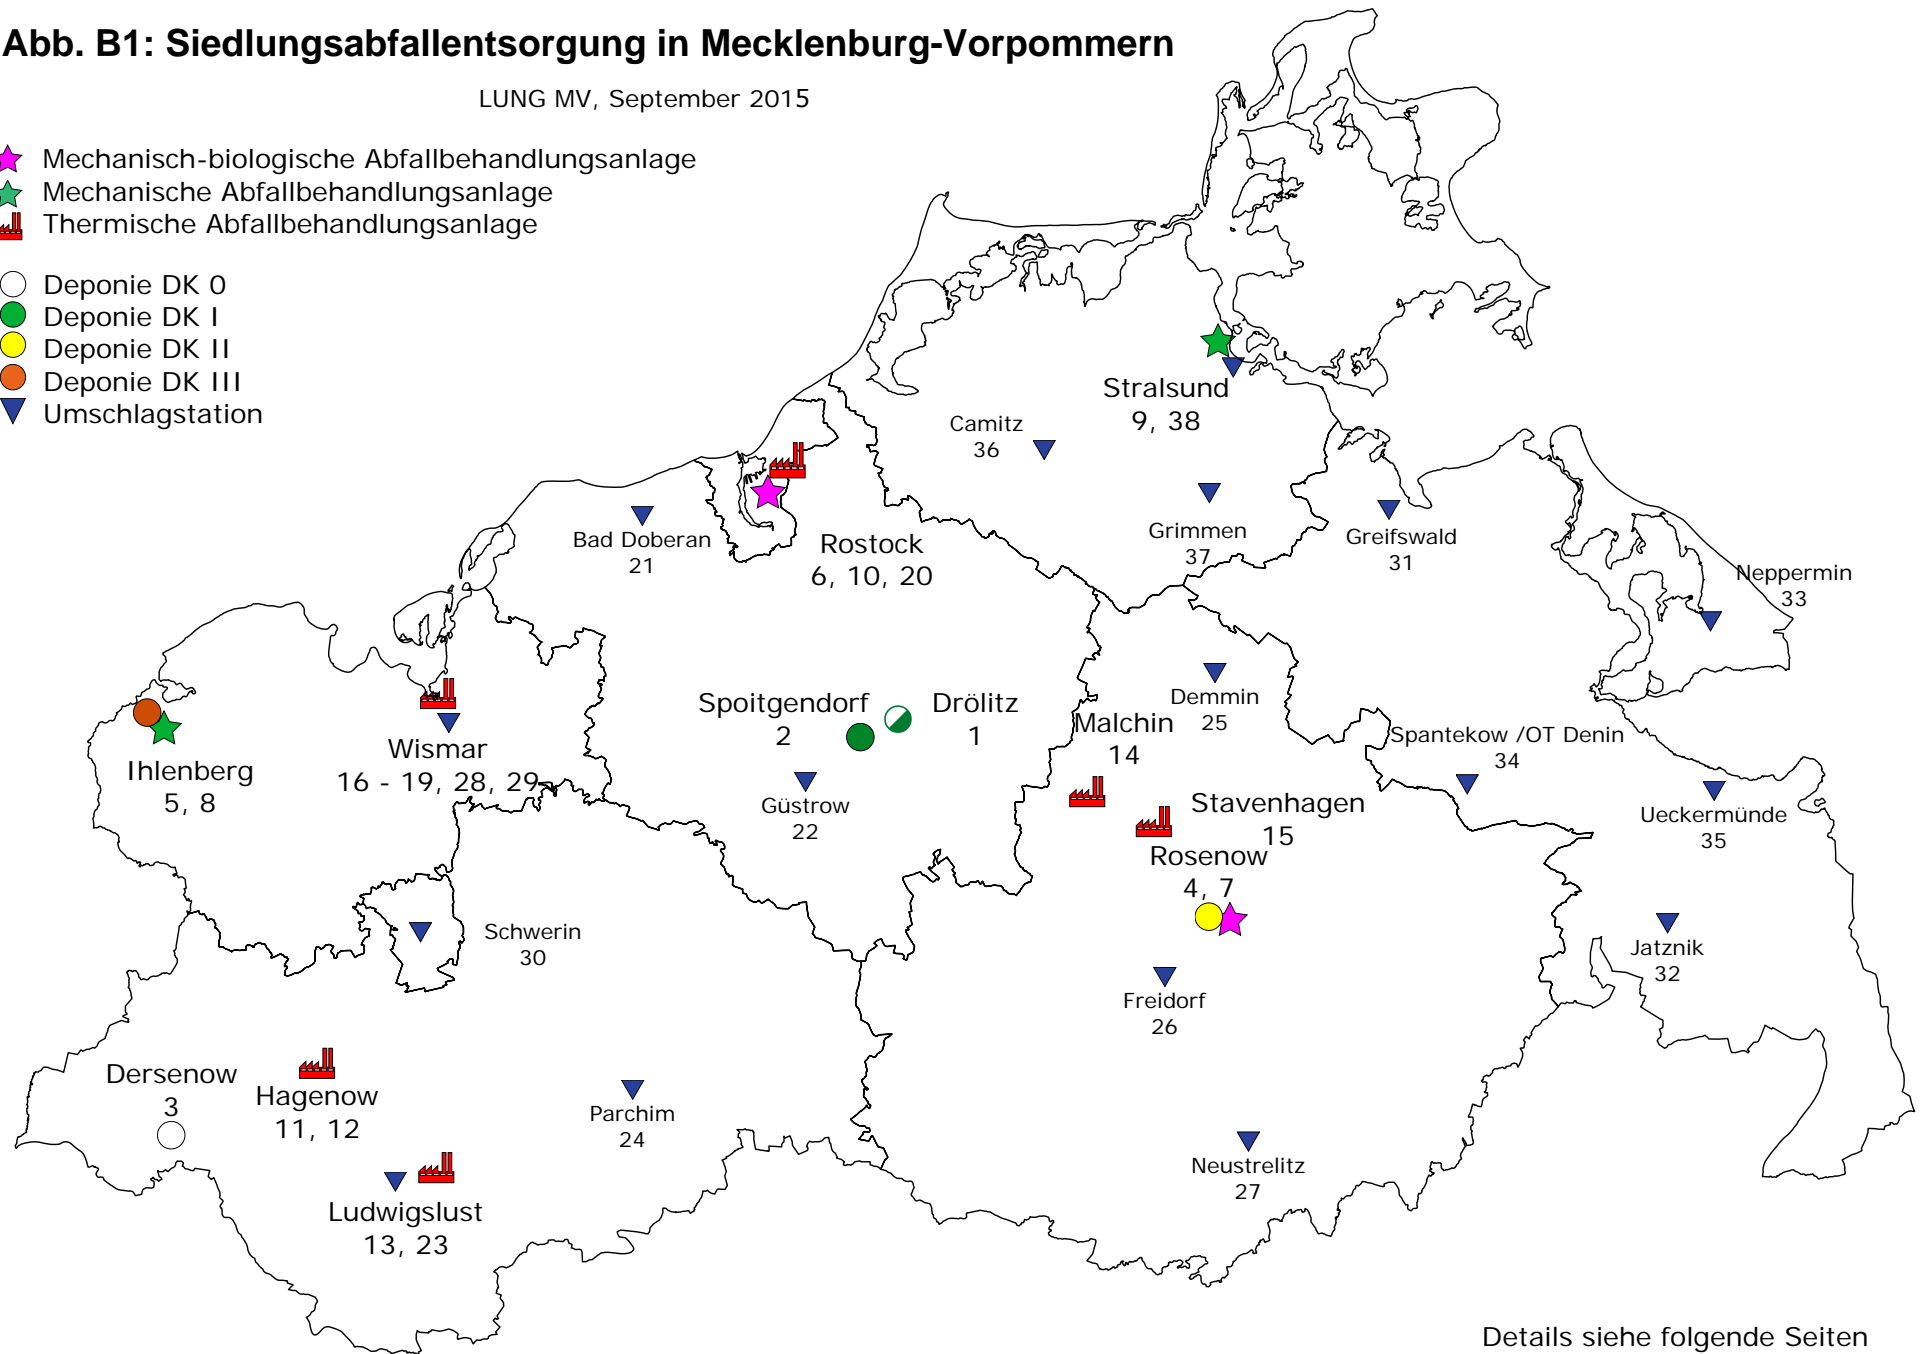 Abb. B1: Siedlungsabfallentsorgung in Mecklenburg-Vorpommern
LUNG MV, September 2015
Mechanisch-biologische Abfallbehandlungsanlage
Mechanische Abfallbehandlungsanlage
Thermische Abfallbehandlungsanlage
Deponie DK 0
Deponie DK I
Deponie DK II
Deponie DK III
Umschlagstation
Stralsund
9, 38
Camitz
36
Grimmen
37
Greifswald
31
Bad Doberan
21
Rostock
6, 10, 20
Neppermin
33
Demmin
25
Spoitgendorf
2
Drölitz
1
Malchin
14
Spantekow /OT Denin
34
Wismar
16 - 19, 28, 29
Ihlenberg
5, 8
Güstrow
22
Stavenhagen
15
Ueckermünde
35
Rosenow
4, 7
Schwerin
30
Jatznik
32
Freidorf
26
Dersenow
3
Hagenow
11, 12
Parchim
24
Neustrelitz
27
Ludwigslust
13, 23
Details siehe folgende Seiten